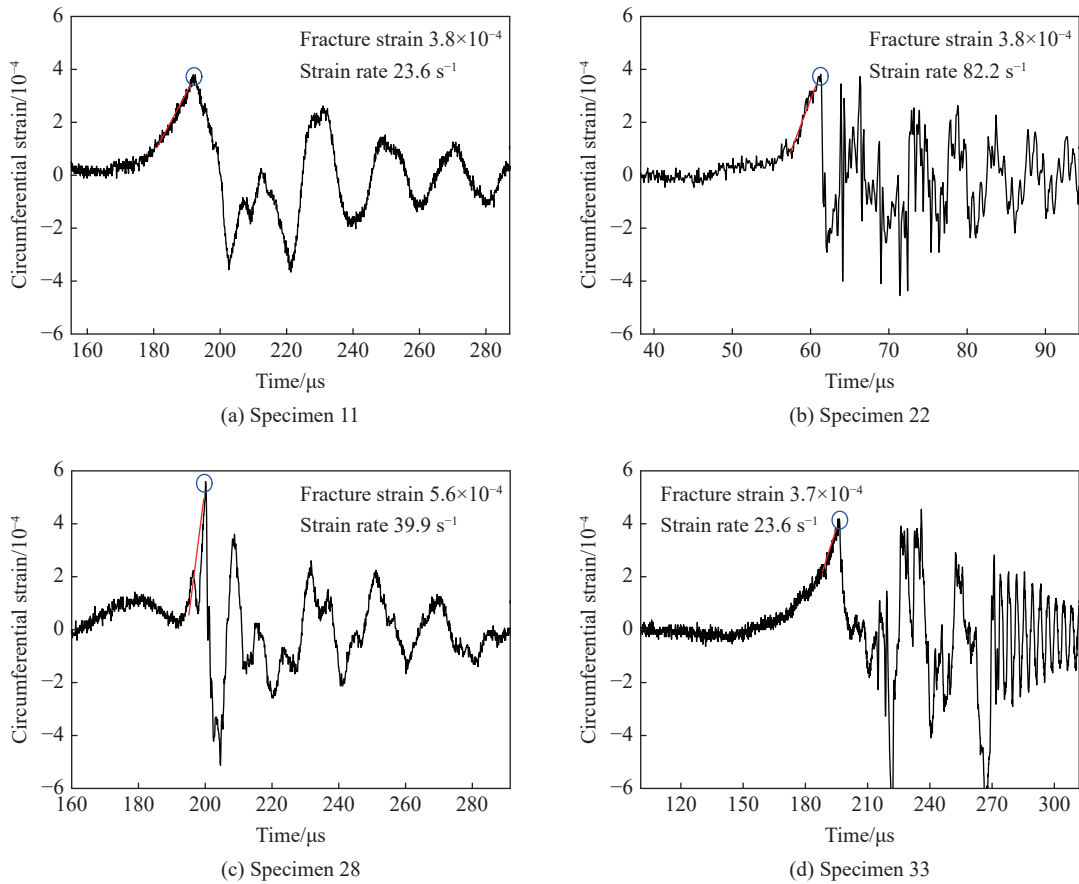 Circumferential strain/10⁻⁴
6
4
2
0
−2
−4
−6
Fracture strain 3.8×10⁻⁴
Strain rate 23.6 s⁻¹
160 180 200 220 240 260 280
Time/μs
(a) Specimen 11
Circumferential strain/10⁻⁴
6
4
2
0
−2
−4
−6
Fracture strain 3.8×10⁻⁴
Strain rate 82.2 s⁻¹
40 50 60 70 80 90
Time/μs
(b) Specimen 22
Circumferential strain/10⁻⁴
6
4
2
0
−2
−4
−6
Fracture strain 5.6×10⁻⁴
Strain rate 39.9 s⁻¹
160 180 200 220 240 260 280
Time/μs
(c) Specimen 28
Circumferential strain/10⁻⁴
6
4
2
0
−2
−4
−6
Fracture strain 3.7×10⁻⁴
Strain rate 23.6 s⁻¹
120 150 180 210 240 270 300
Time/μs
(d) Specimen 33